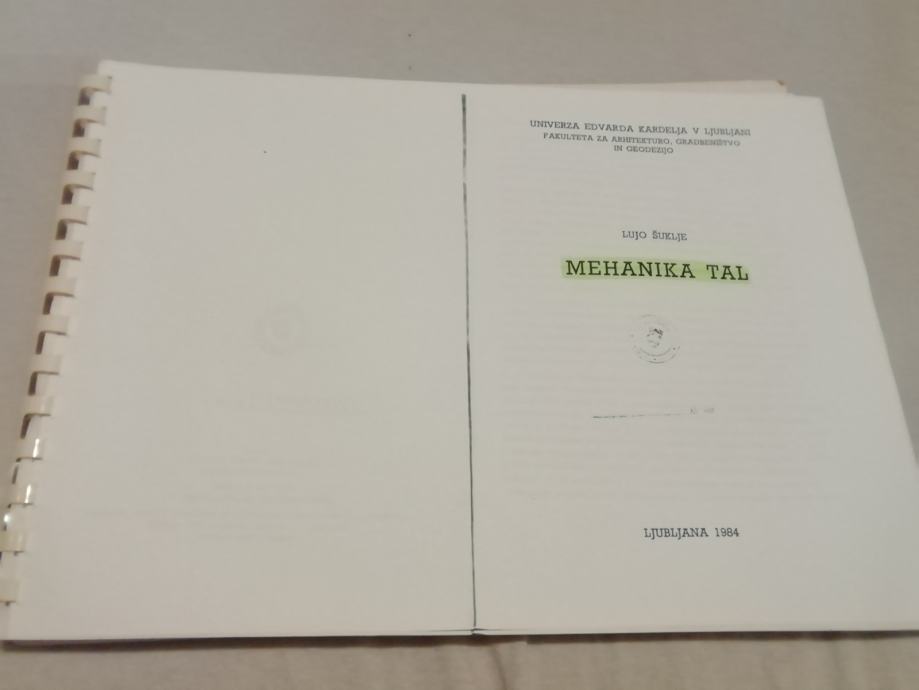 UNIVERZA EDVARDA KARDELJA V LJUBLJANI
FAKULTETA ZA ARHITEKTURO, GRADBENIŠTVO
IN GEODEZIJO
LUJO ŠUKLJE
MEHANIKA TAL
LJUBLJANA 1984